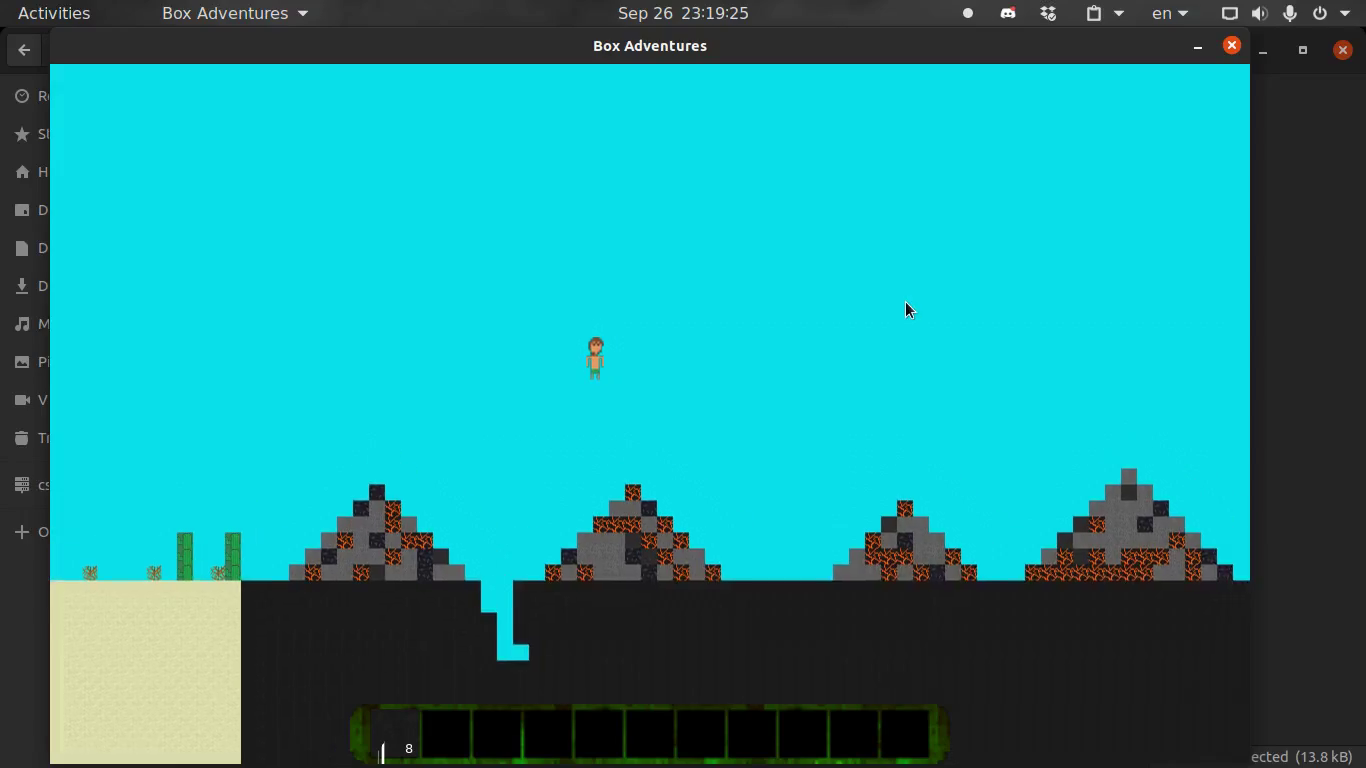 Activities
Box Adventures
Sep 26 23:19:25
en
Box Adventures
8
ected (13.8 kB)